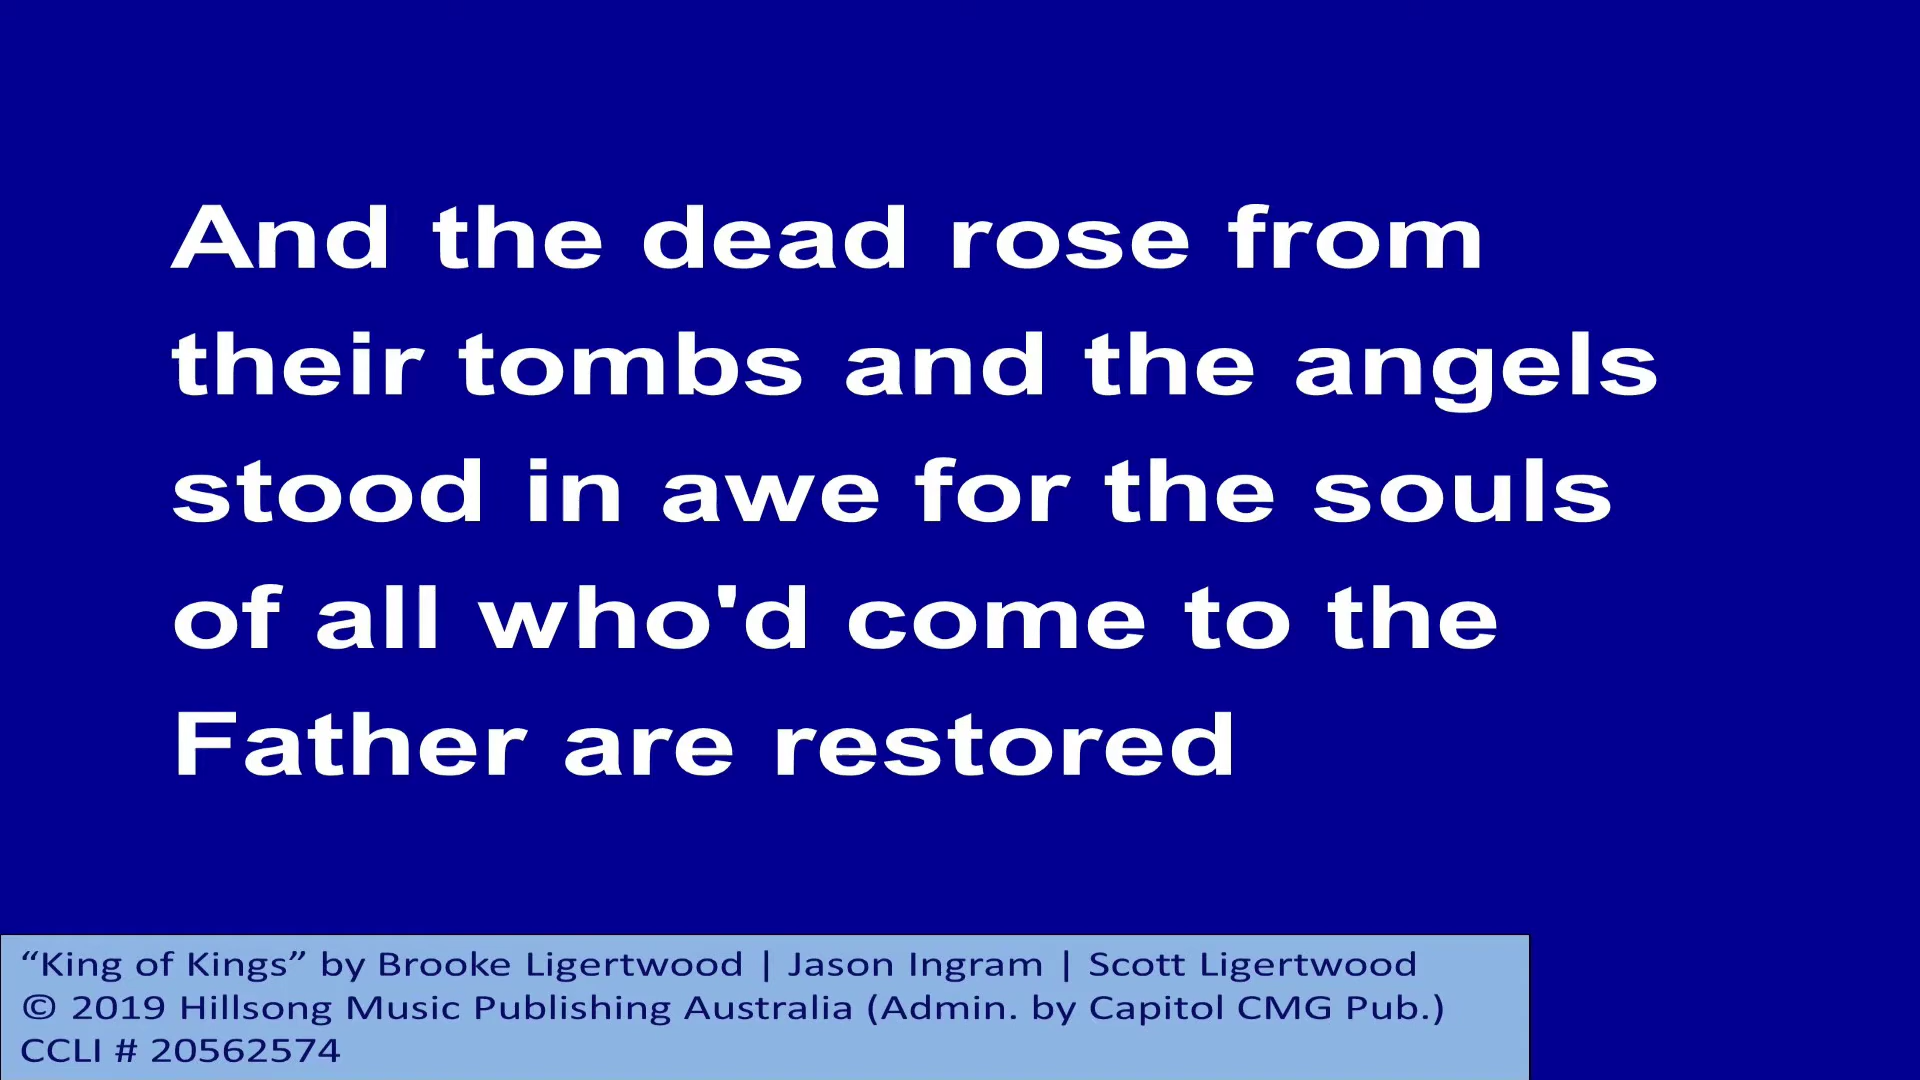 And the dead rose from
their tombs and the angels
stood in awe for the souls
of all who'd come to the
Father are restored
“King of Kings” by Brooke Ligertwood | Jason Ingram | Scott Ligertwood
© 2019 Hillsong Music Publishing Australia (Admin. by Capitol CMG Pub.)
CCLI # 20562574